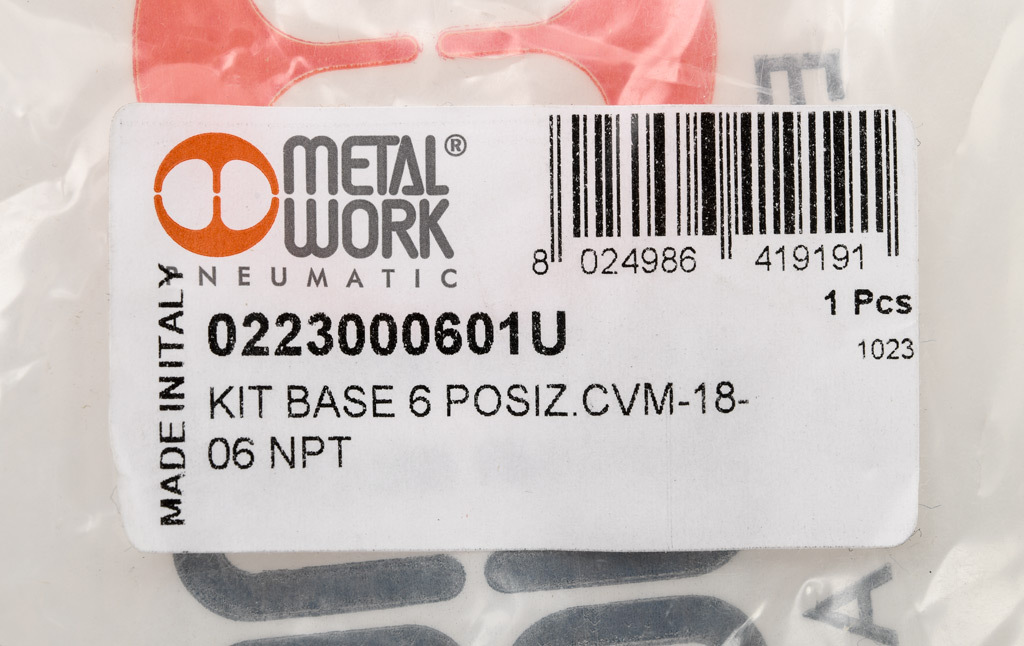 METAL®
WORK
NEUMATIC
MADE IN ITALY
8 024986 419191
1 Pcs
1023
0223000601U
KIT BASE 6 POSIZ.CVM-18-
06 NPT